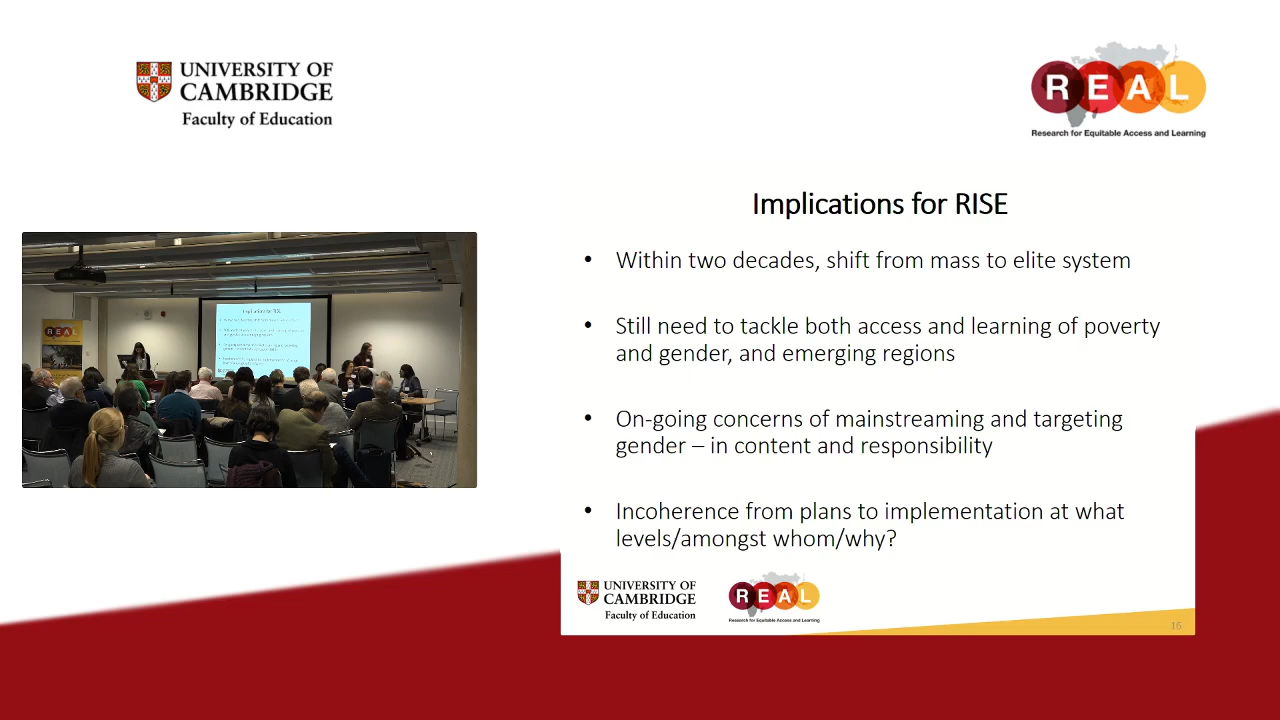 UNIVERSITY OF
CAMBRIDGE
Faculty of Education
REAL
Research for Equitable Access and Learning
REAL
Implications for RISE
Implications for RISE
• Within two decades, shift from mass to elite system
• Still need to tackle both access and learning of poverty
and gender, and emerging regions
• On-going concerns of mainstreaming and targeting
gender – in content and responsibility
• Incoherence from plans to implementation at what
levels/amongst whom/why?
UNIVERSITY OF
CAMBRIDGE
Faculty of Education
REAL
Research for Equitable Access and Learning
16